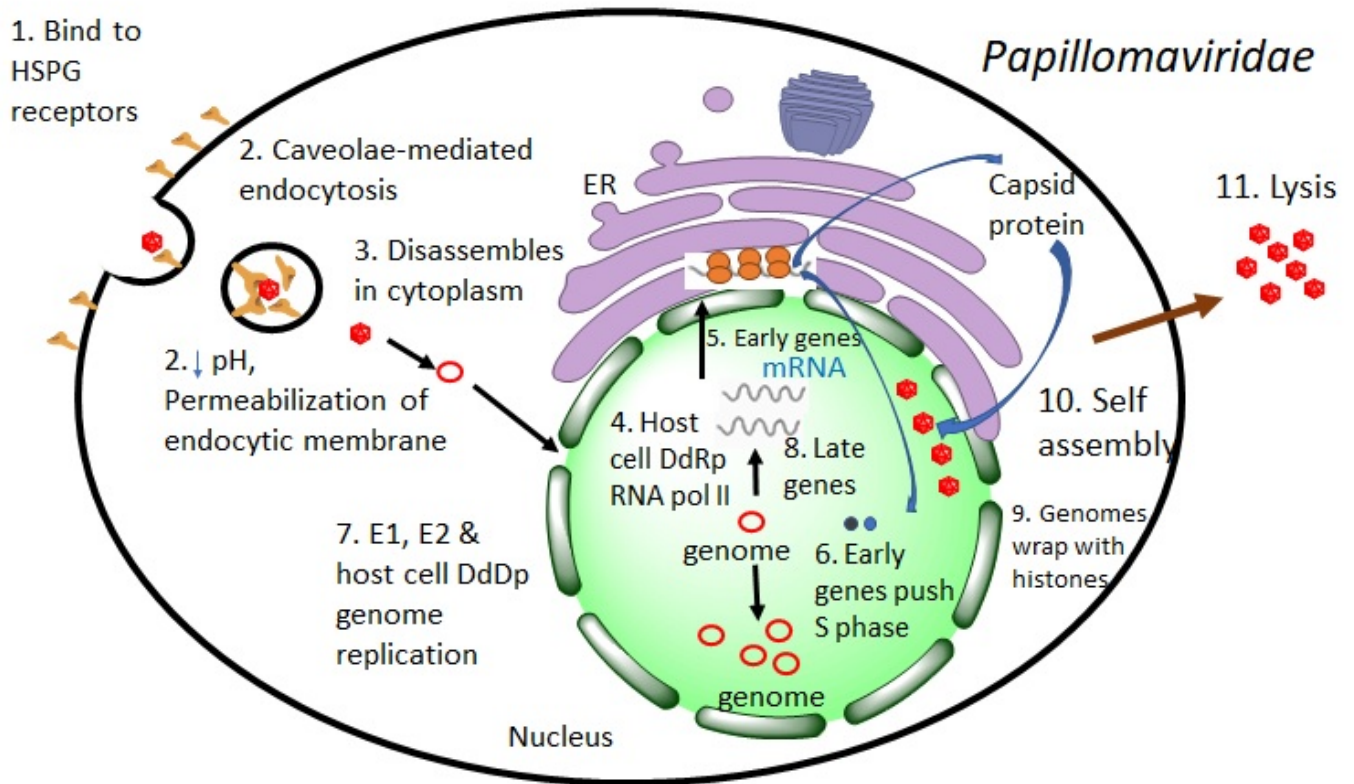 1. Bind to
HSPG
receptors
Papillomaviridae
2. Caveolae-mediated
endocytosis
ER
Capsid
protein
11. Lysis
3. Disassembles
in cytoplasm
2.↓ pH,
Permeabilization of
endocytic membrane
5. Early genes
mRNA
4. Host
cell DdRp
RNA pol II
8. Late
genes
10. Self
assembly
genome
7. E1, E2 &
host cell DdDp
genome
replication
6. Early
genes push
S phase
9. Genomes
wrap with
histones
genome
Nucleus